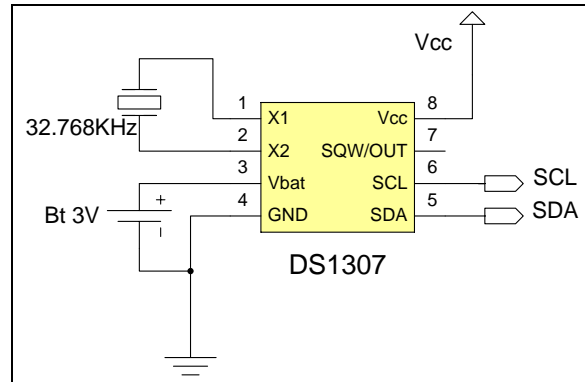 Vcc
32.768KHz
1 X1 Vcc 8
2 X2 SQW/OUT 7
3 Vbat SCL 6 SCL
4 GND SDA 5 SDA
Bt 3V
+
–
DS1307